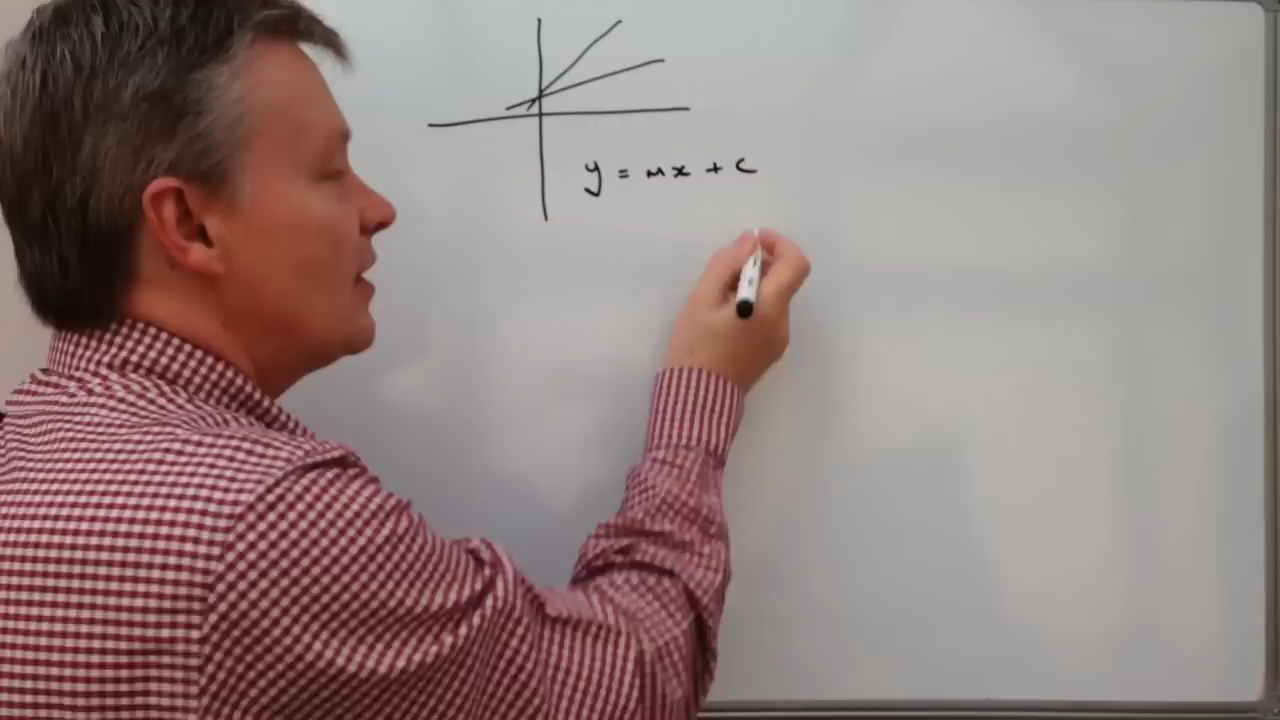 y = mx + c